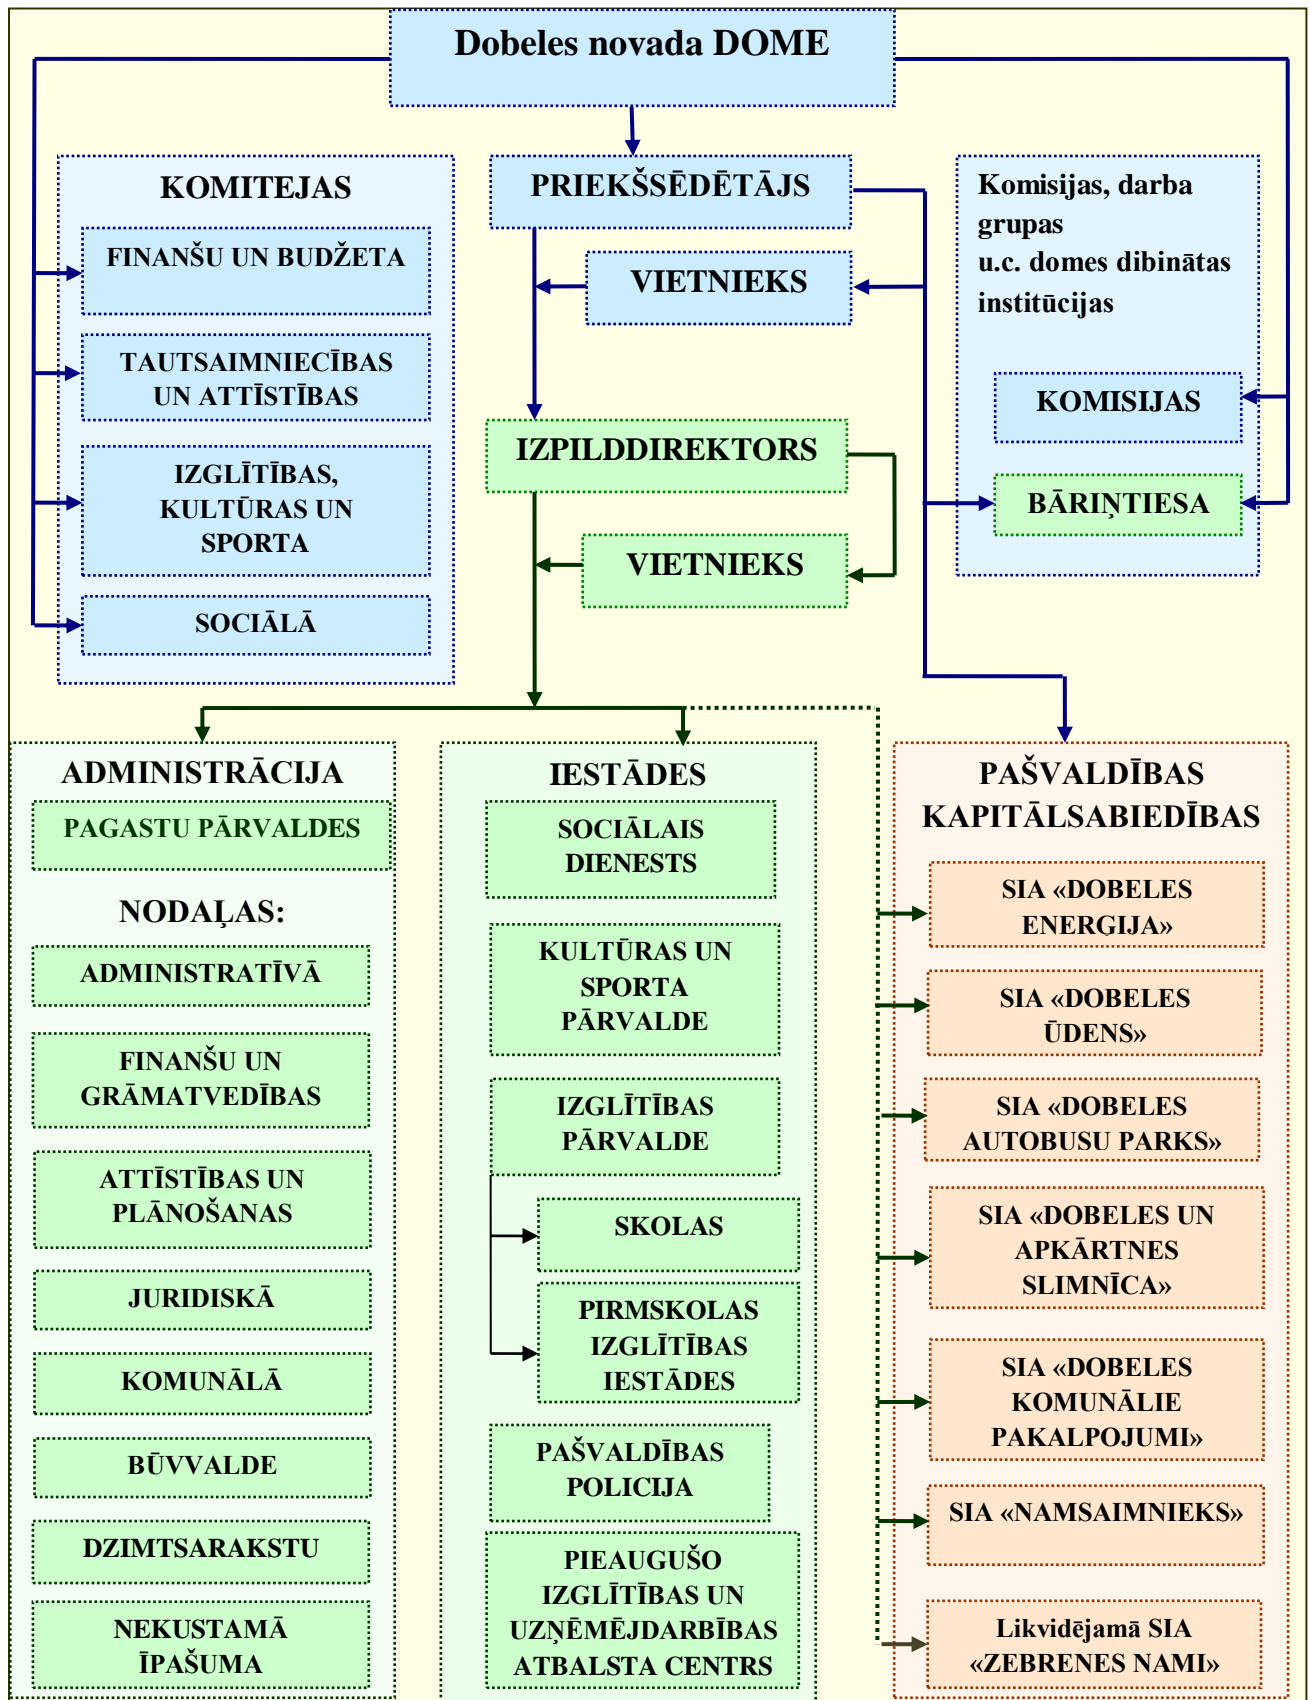 Dobeles novada DOME
KOMITEJAS
FINANŠU UN BUDŽETA
TAUTSAIMNIECĪBAS
UN ATTĪSTĪBAS
IZGLĪTĪBAS,
KULTŪRAS UN
SPORTA
SOCIĀLĀ
PRIEKŠSĒDĒTĀJS
VIETNIEKS
IZPILDDIREKTORS
VIETNIEKS
Komisijas, darba
grupas
u.c. domes dibinātas
institūcijas
KOMISIJAS
BĀRIŅTIESA
ADMINISTRĀCIJA
PAGASTU PĀRVALDES
NODAĻAS:
ADMINISTRATĪVĀ
FINANŠU UN
GRĀMATVEDĪBAS
ATTĪSTĪBAS UN
PLĀNOŠANAS
JURIDISKĀ
KOMUNĀLĀ
BŪVVALDE
DZIMTSARAKSTU
NEKUSTAMĀ
ĪPAŠUMA
IESTĀDES
SOCIĀLAIS
DIENESTS
KULTŪRAS UN
SPORTA
PĀRVALDE
IZGLĪTĪBAS
PĀRVALDE
SKOLAS
PIRMSKOLAS
IZGLĪTĪBAS
IESTĀDES
PAŠVALDĪBAS
POLICIJA
PIEAUGUŠO
IZGLĪTĪBAS UN
UZŅĒMĒJDARBĪBAS
ATBALSTA CENTRS
PAŠVALDĪBAS
KAPITĀLSABIEDĪBAS
SIA «DOBELES
ENERĢIJA»
SIA «DOBELES
ŪDENS»
SIA «DOBELES
AUTOBUSU PARKS»
SIA «DOBELES UN
APKĀRTNES
SLIMNĪCA»
SIA «DOBELES
KOMUNĀLIE
PAKALPOJUMI»
SIA «NAMSAIMNIEKS»
Likvidējamā SIA
«ZEBRENES NAMI»